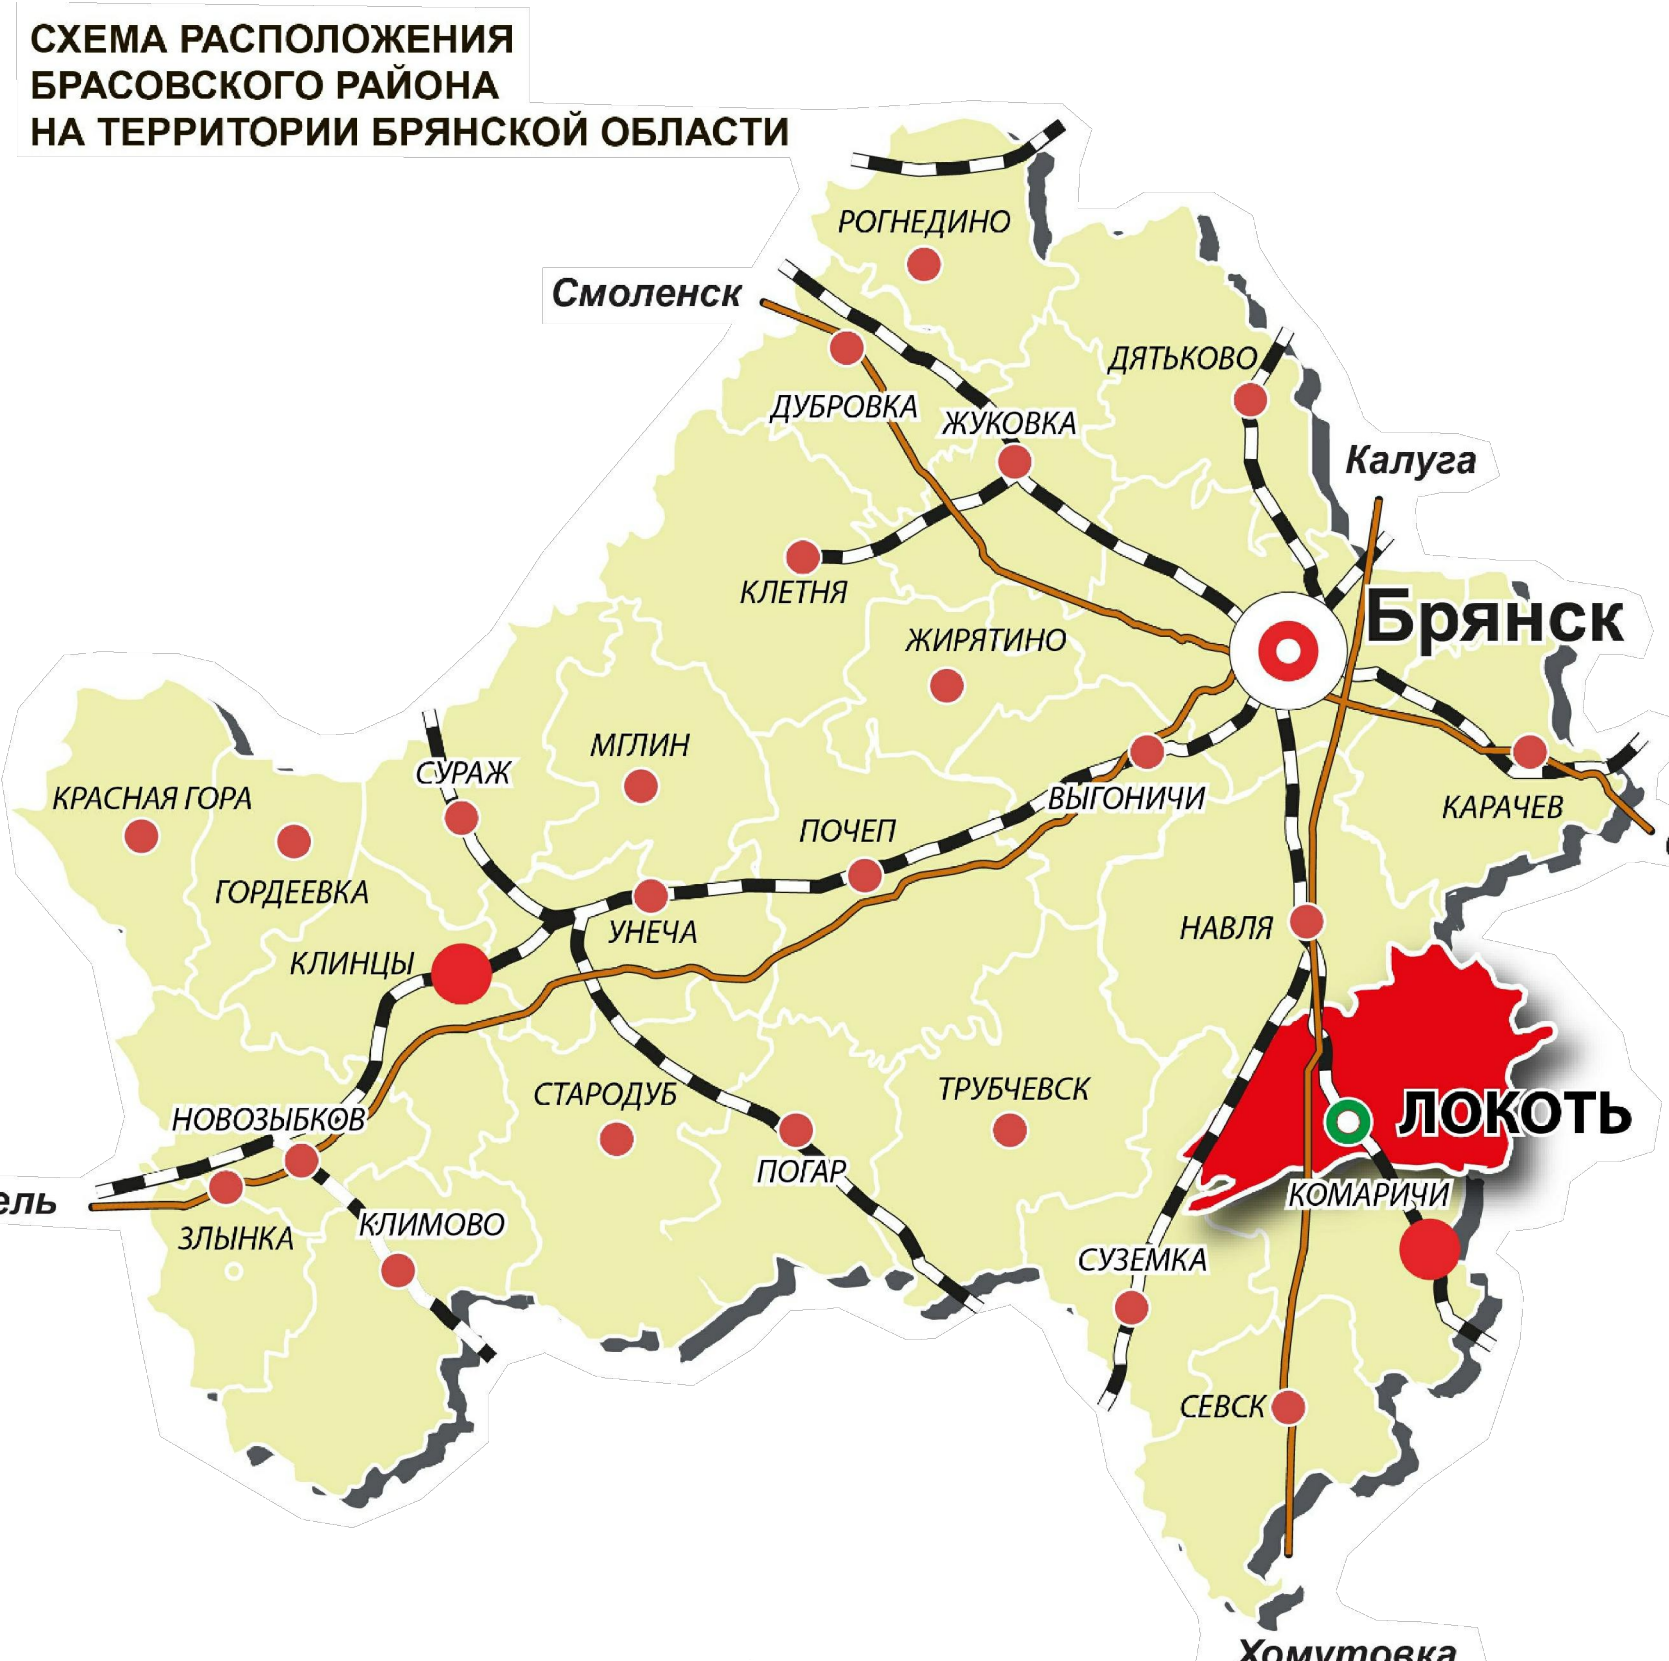 СХЕМА РАСПОЛОЖЕНИЯ
БРАСОВСКОГО РАЙОНА
НА ТЕРРИТОРИИ БРЯНСКОЙ ОБЛАСТИ
РОГНЕДИНО
Смоленск
ДЯТЬКОВО
ДУБРОВКА
ЖУКОВКА
Калуга
КЛЕТНЯ
Брянск
ЖИРЯТИНО
МГЛИН
СУРАЖ
КРАСНАЯ ГОРА
ВЫГОНИЧИ
КАРАЧЕВ
ПОЧЕП
ГОРДЕЕВКА
УНЕЧА
НАВЛЯ
КЛИНЦЫ
СТАРОДУБ
ТРУБЧЕВСК
ЛОКОТЬ
НОВОЗЫБКОВ
ПОГАР
КОМАРИЧИ
ель
КЛИМОВО
ЗЛЫНКА
СУЗЕМКА
СЕВСК
Хомутовка